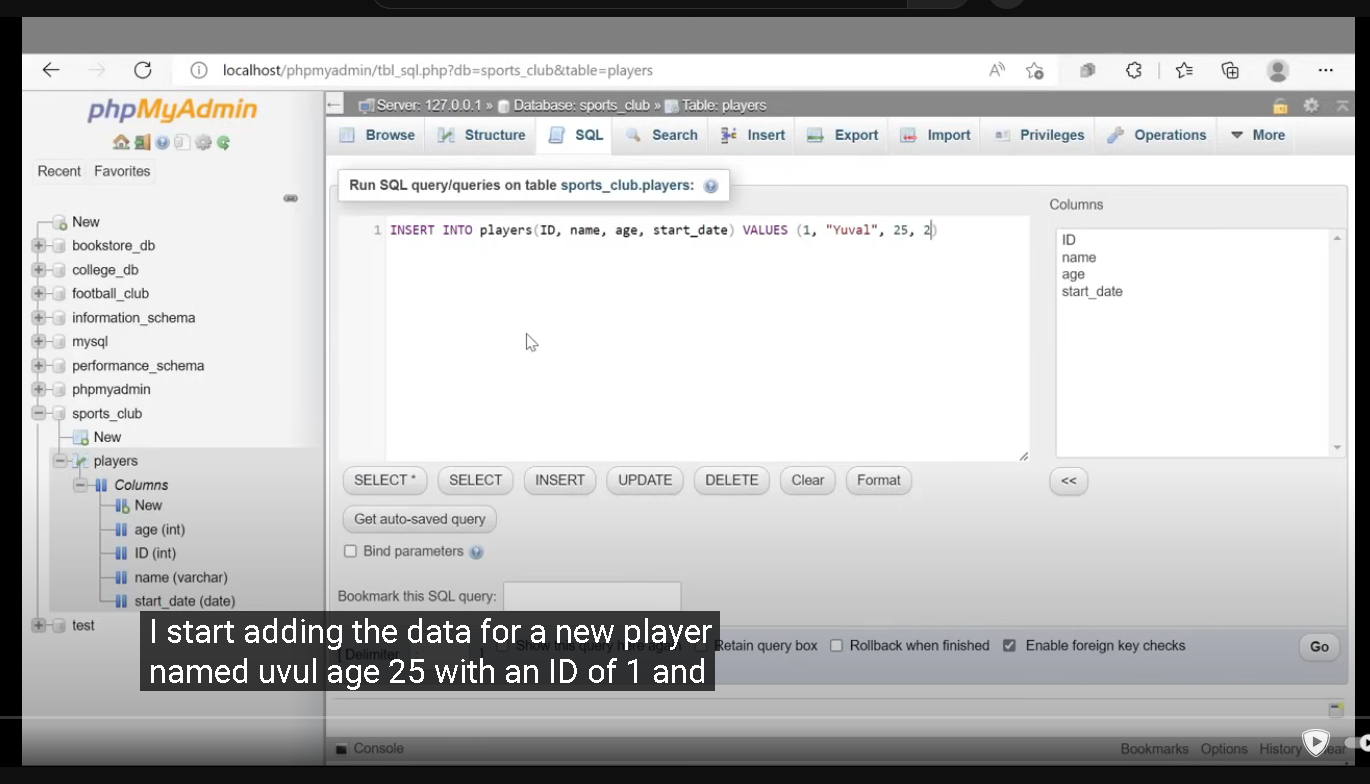 localhost/phpmyadmin/tbl_sql.php?db=sports_club&table=players
phpMyAdmin
Recent Favorites
New
bookstore_db
college_db
football_club
information_schema
mysql
performance_schema
phpmyadmin
sports_club
New
players
Columns
New
age (int)
ID (int)
name (varchar)
start_date (date)
test
Server: 127.0.0.1 » Database: sports_club » Table: players
Browse Structure SQL Search Insert Export Import Privileges Operations More
Run SQL query/queries on table sports_club.players:
1 INSERT INTO players(ID, name, age, start_date) VALUES (1, "Yuval", 25, 2)
Columns
ID
name
age
start_date
SELECT * SELECT INSERT UPDATE DELETE Clear Format <<
Get auto-saved query
Bind parameters
Bookmark this SQL query:
Delimiter Show this query here again Retain query box Rollback when finished Enable foreign key checks Go
I start adding the data for a new player
named uvul age 25 with an ID of 1 and
Console Bookmarks Options History